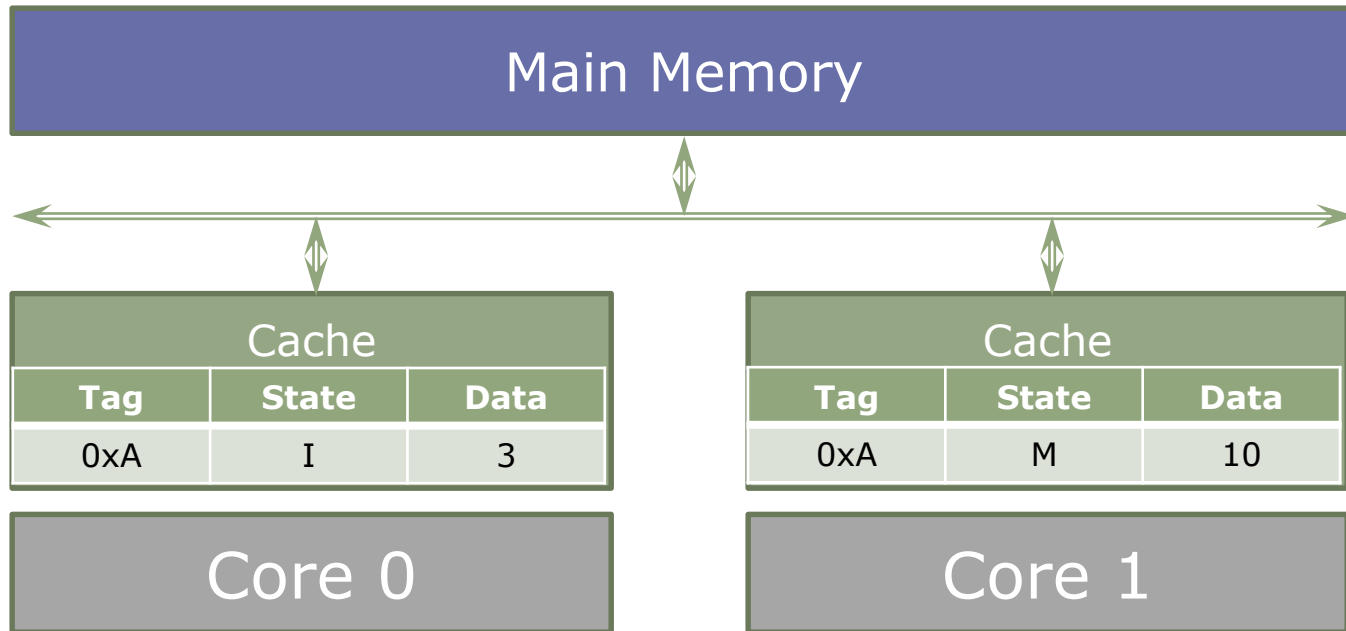 Main Memory
Cache
Tag State Data
0xA I 3
Core 0
Cache
Tag State Data
0xA M 10
Core 1